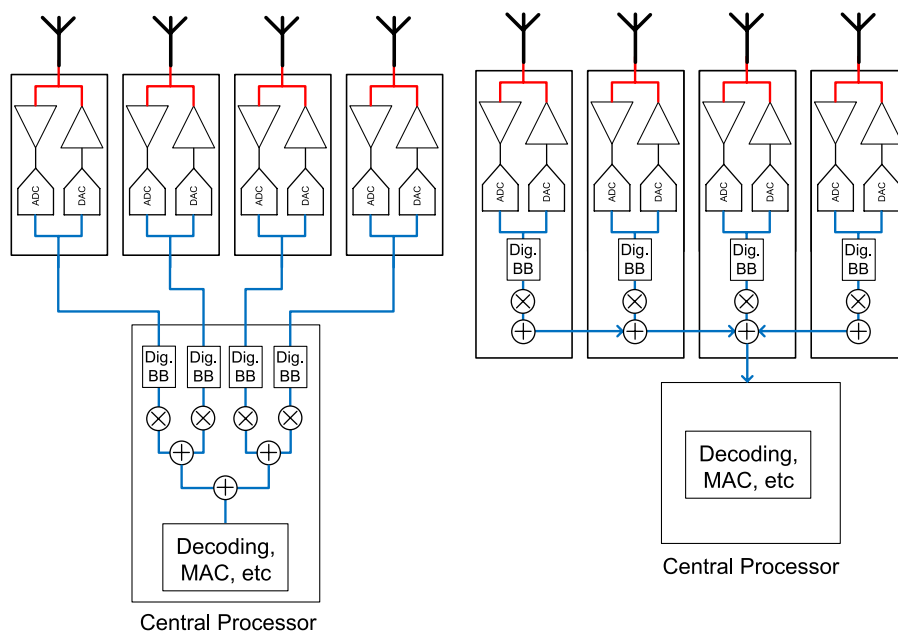 ADC
DAC
ADC
DAC
ADC
DAC
ADC
DAC
Dig.
BB
Dig.
BB
Dig.
BB
Dig.
BB
Decoding,
MAC, etc
Central Processor
ADC
DAC
ADC
DAC
ADC
DAC
ADC
DAC
Dig.
BB
Dig.
BB
Dig.
BB
Dig.
BB
Decoding,
MAC, etc
Central Processor